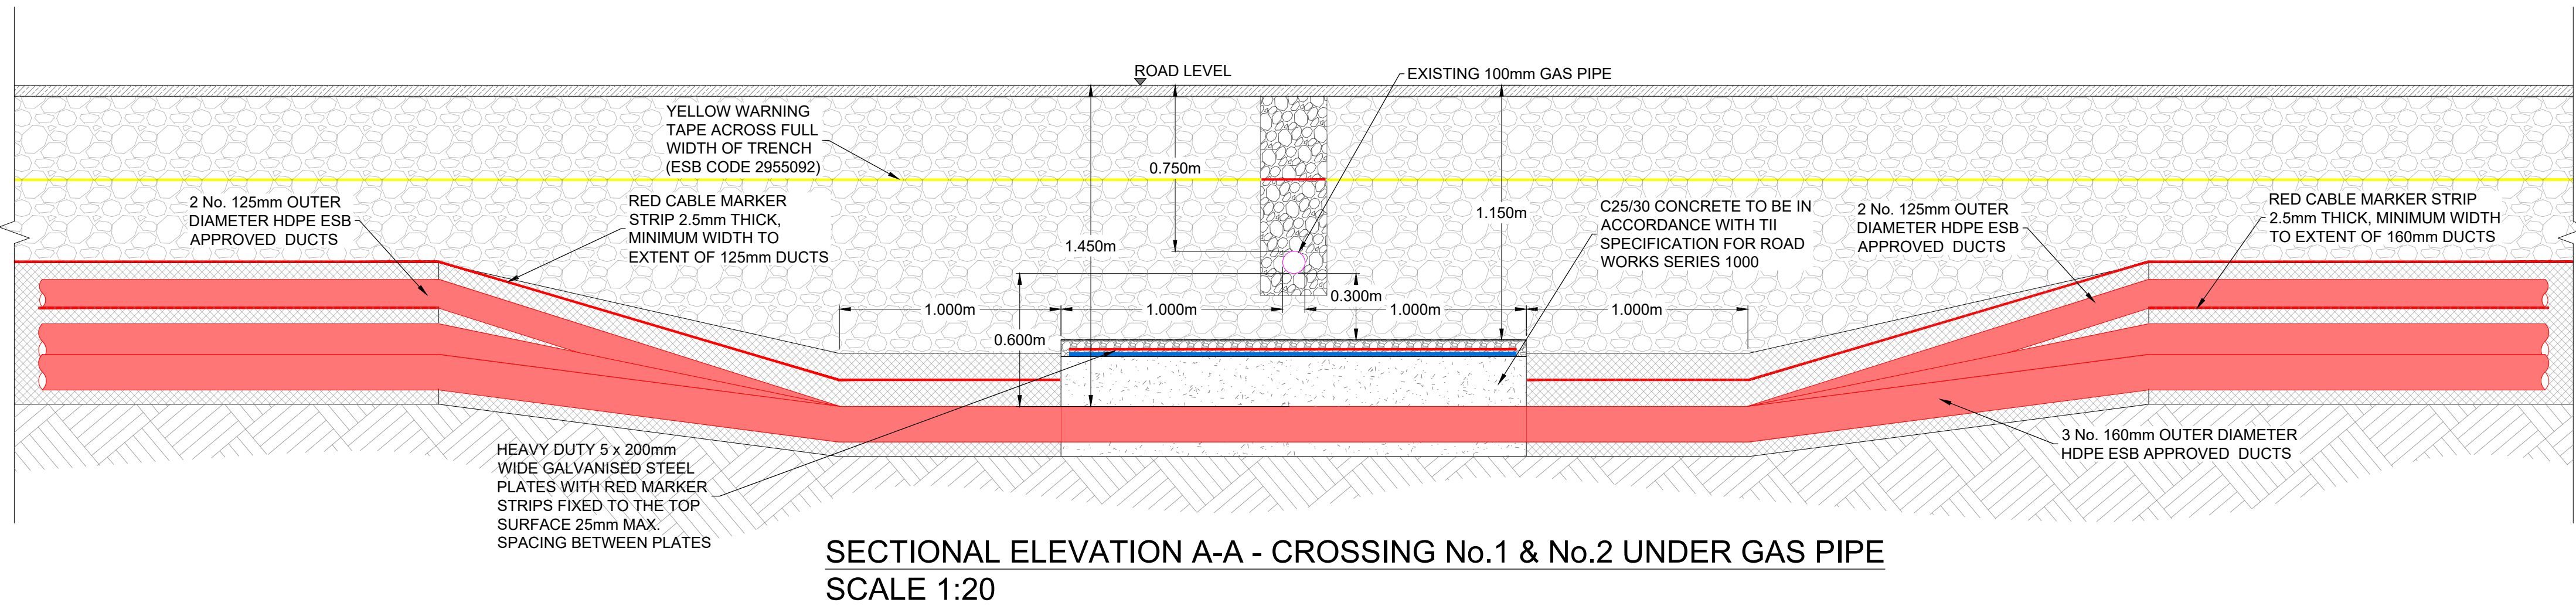 ROAD LEVEL
EXISTING 100mm GAS PIPE
YELLOW WARNING
TAPE ACROSS FULL
WIDTH OF TRENCH
(ESB CODE 2955092)
0.750m
2 No. 125mm OUTER
DIAMETER HDPE ESB
APPROVED DUCTS
RED CABLE MARKER
STRIP 2.5mm THICK,
MINIMUM WIDTH TO
EXTENT OF 125mm DUCTS
1.450m
1.150m
C25/30 CONCRETE TO BE IN
ACCORDANCE WITH TII
SPECIFICATION FOR ROAD
WORKS SERIES 1000
2 No. 125mm OUTER
DIAMETER HDPE ESB
APPROVED DUCTS
RED CABLE MARKER STRIP
2.5mm THICK, MINIMUM WIDTH
TO EXTENT OF 160mm DUCTS
0.300m
1.000m
1.000m
1.000m
1.000m
0.600m
HEAVY DUTY 5 x 200mm
WIDE GALVANISED STEEL
PLATES WITH RED MARKER
STRIPS FIXED TO THE TOP
SURFACE 25mm MAX.
SPACING BETWEEN PLATES
3 No. 160mm OUTER DIAMETER
HDPE ESB APPROVED DUCTS
SECTIONAL ELEVATION A-A - CROSSING No.1 & No.2 UNDER GAS PIPE
SCALE 1:20